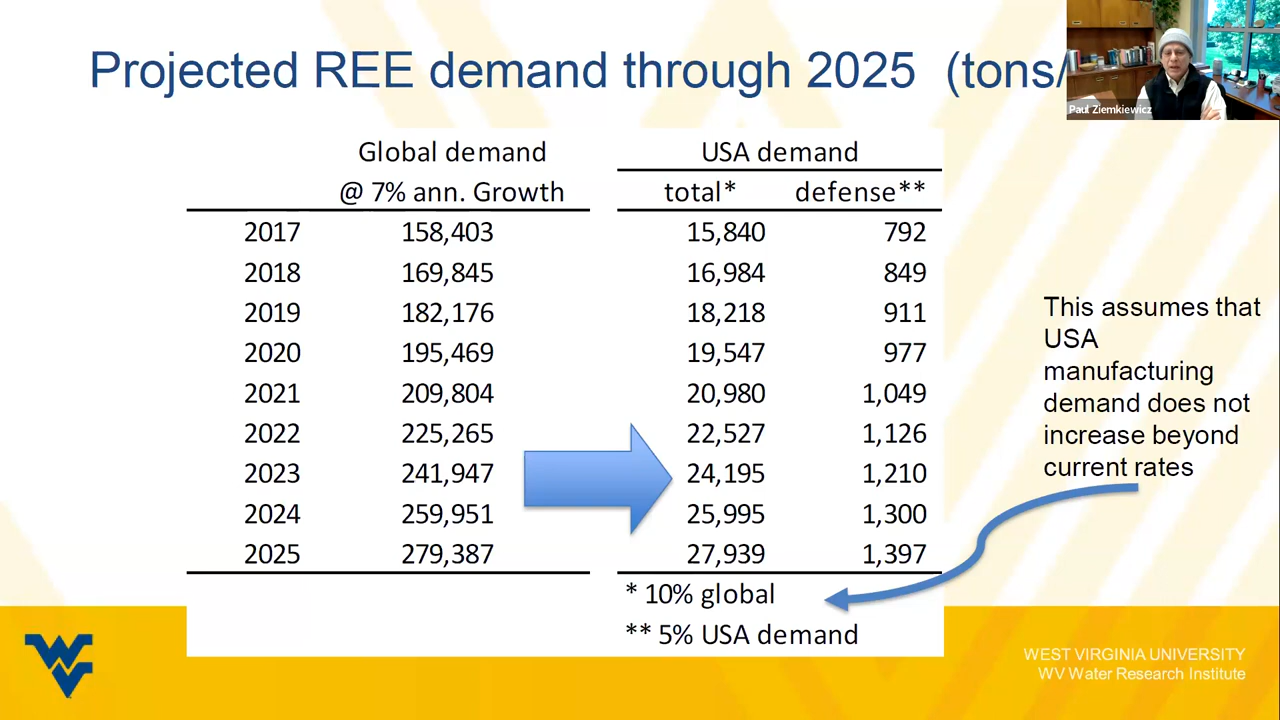 Projected REE demand through 2025 (tons/
Paul Ziemkiewicz
Global demand USA demand
@ 7% ann. Growth total* defense**
2017 158,403 15,840 792
2018 169,845 16,984 849
2019 182,176 18,218 911
2020 195,469 19,547 977
2021 209,804 20,980 1,049
2022 225,265 22,527 1,126
2023 241,947 24,195 1,210
2024 259,951 25,995 1,300
2025 279,387 27,939 1,397
* 10% global
** 5% USA demand
This assumes that
USA
manufacturing
demand does not
increase beyond
current rates
WV
WEST VIRGINIA UNIVERSITY
WV Water Research Institute